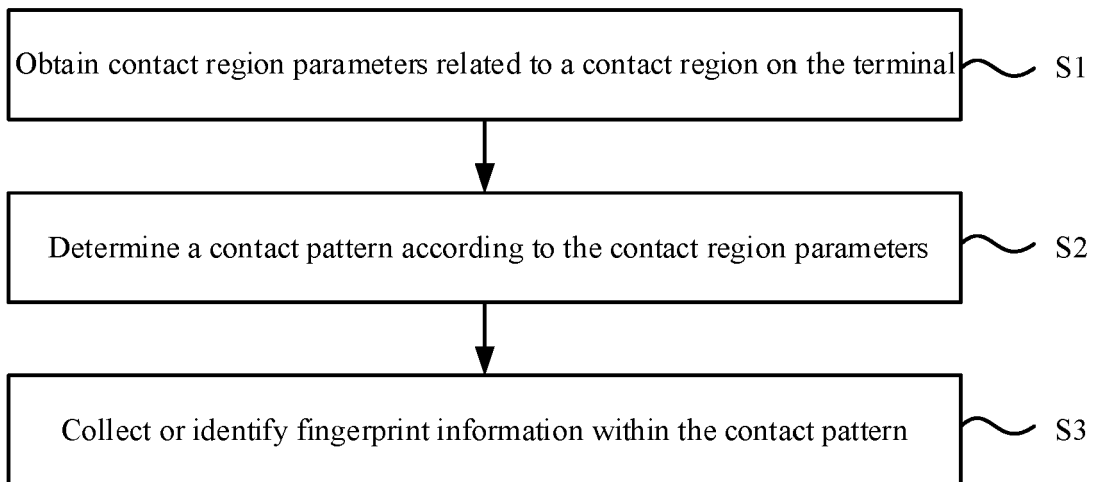 Obtain contact region parameters related to a contact region on the terminal
S1
Determine a contact pattern according to the contact region parameters
S2
Collect or identify fingerprint information within the contact pattern
S3